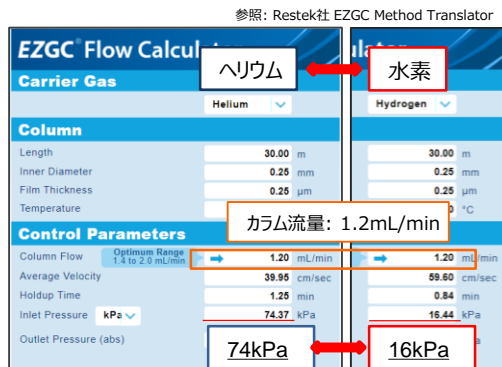 参照: Restek社 EZGC Method Translator
EZGC® Flow Calcul
ヘリウム
水素
Carrier Gas
Helium
Hydrogen
Column
Length 30.00 m 30.00 m
Inner Diameter 0.25 mm 0.25 mm
Film Thickness 0.25 µm 0.25 µm
Temperature °C
カラム流量: 1.2mL/min
Control Parameters
Column Flow Optimum Range 1.20 mL/min 1.20 mL/min
1.4 to 2.0 mL/min
Average Velocity 39.95 cm/sec 59.60 cm/sec
Holdup Time 1.25 min 0.84 min
Inlet Pressure kPa 74.37 kPa 16.44 kPa
Outlet Pressure (abs)
74kPa
16kPa